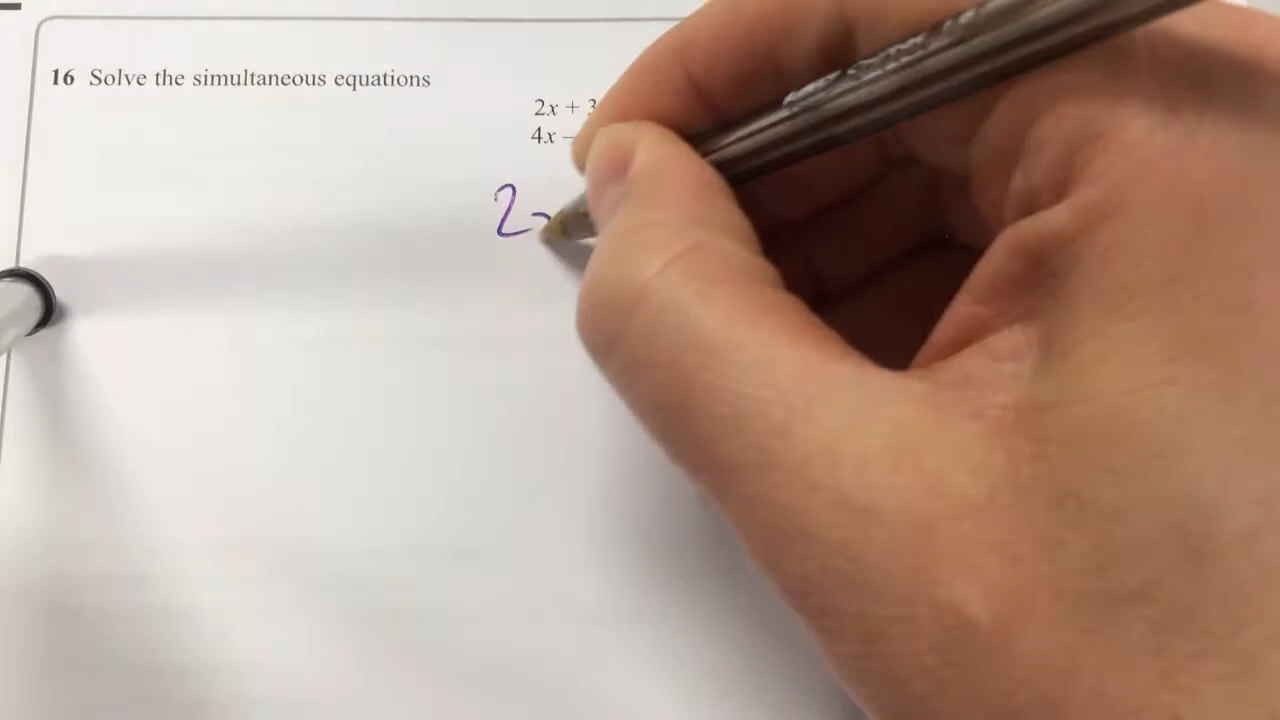 16 Solve the simultaneous equations
2x + 3
4x −
2